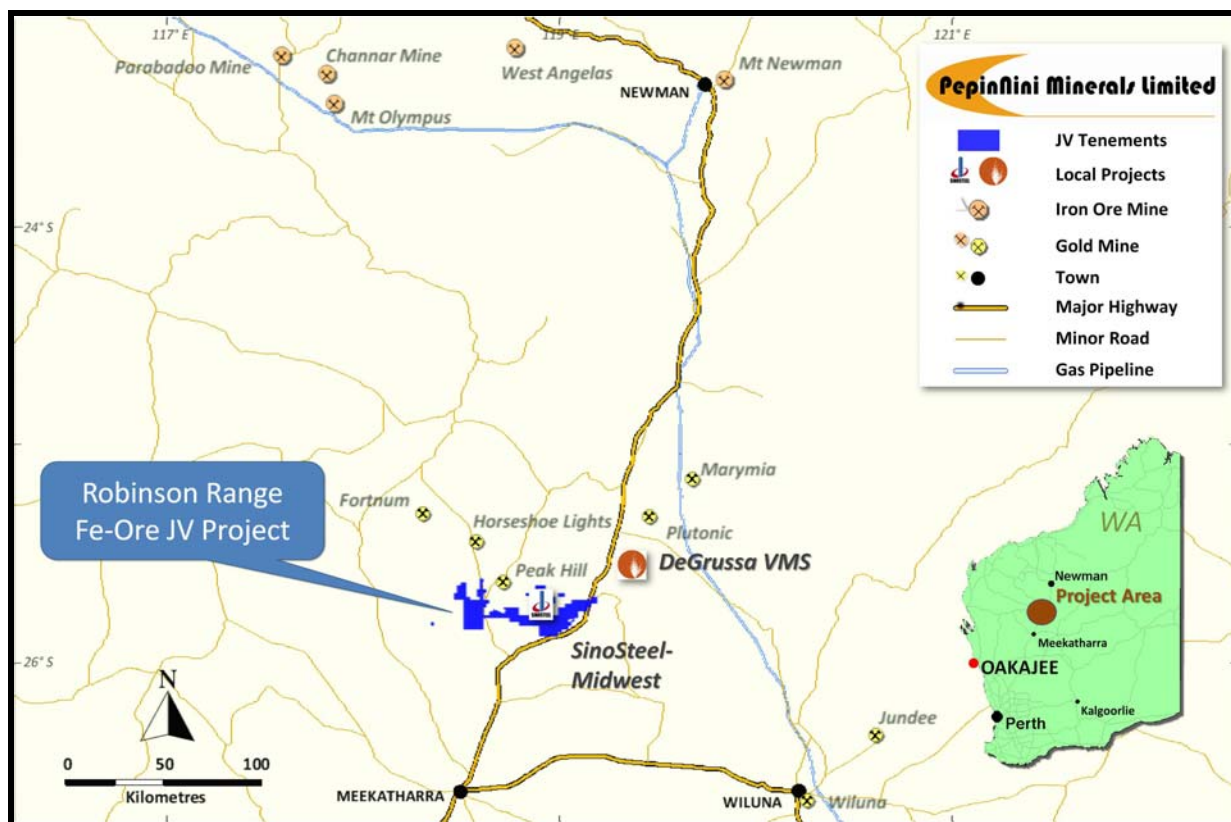 117° E
119° E
121° E
Parabadoo Mine
Channar Mine
Mt Olympus
West Angelas
Mt Newman
NEWMAN
PepinNini Minerals Limited
JV Tenements
SINOSTEEL
Local Projects
Iron Ore Mine
Gold Mine
Town
Major Highway
Minor Road
Gas Pipeline
24° S
Robinson Range
Fe-Ore JV Project
Fortnum
Horseshoe Lights
Peak Hill
SINOSTEEL
Marymia
Plutonic
DeGrussa VMS
SinoSteel-
Midwest
26° S
N
0 50 100
Kilometres
MEEKATHARRA
WILUNA
Wiluna
Jundee
WA
Newman
Project Area
Meekatharra
OAKAJEE
Kalgoorlie
Perth